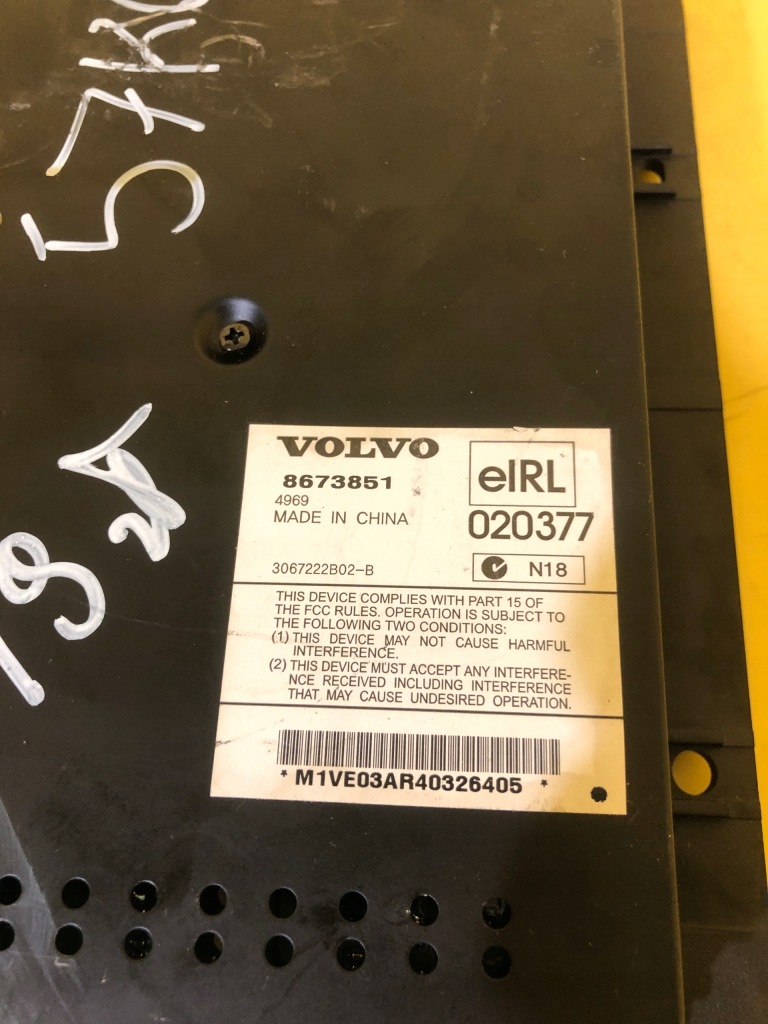 57K
VOLVO
8673851
4969
MADE IN CHINA
3067222B02-B
eIRL
020377
N18
THIS DEVICE COMPLIES WITH PART 15 OF
THE FCC RULES. OPERATION IS SUBJECT TO
THE FOLLOWING TWO CONDITIONS:
(1) THIS DEVICE MAY NOT CAUSE HARMFUL
INTERFERENCE.
(2) THIS DEVICE MUST ACCEPT ANY INTERFERE-
NCE RECEIVED INCLUDING INTERFERENCE
THAT MAY CAUSE UNDESIRED OPERATION.
* M1VE03AR40326405 *